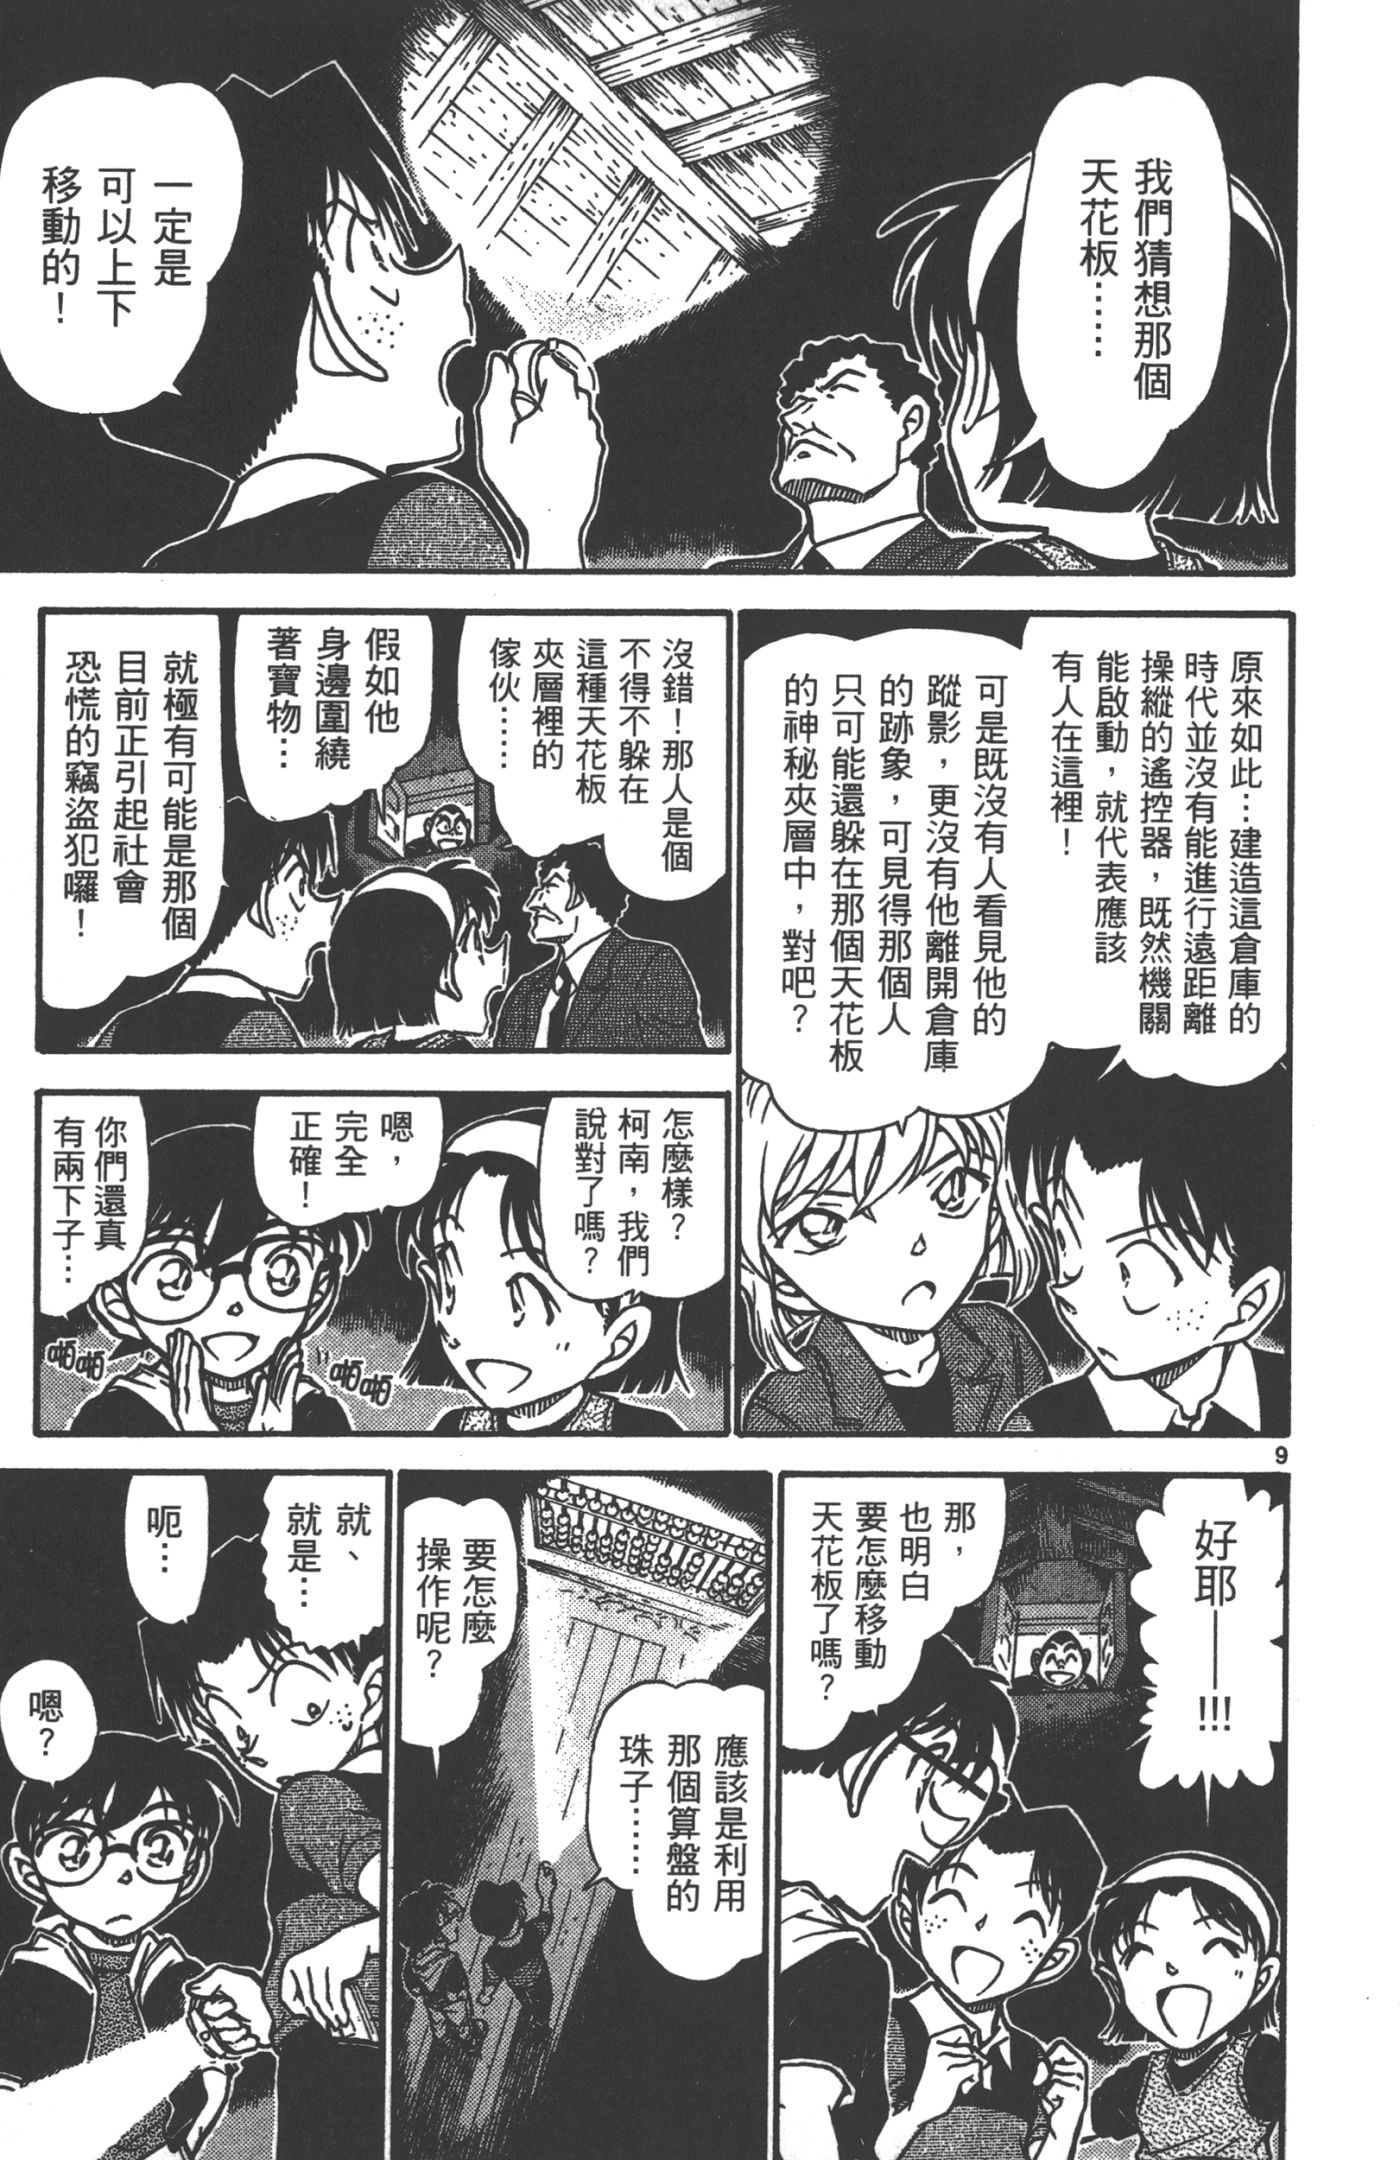 我們猜想那個
天花板……
一定是
可以上下
移動的！
原來如此…建造這倉庫的
時代並沒有能進行遠距離
操縱的遙控器，既然機關
能啟動，就代表應該
有人在這裡！
可是既沒有人看見他的
蹤影，更沒有他離開倉庫
的跡象，可見得那個人
只可能還躲在那個天花板
的神秘夾層中，對吧？
沒錯！那人是個
不得不躲在
這種天花板
夾層裡的
傢伙……
假如他
身邊圍繞
著寶物…
就極有可能是那個
目前正引起社會
恐慌的竊盜犯囉！
怎麼樣？
柯南，我們
說對了嗎？
嗯，
完全
正確！
你們還真
有兩下子…
啪啪
啪啪
9
好耶——!!!
那，
也明白
要怎麼移動
天花板了嗎？
應該是利用
那個算盤的
珠子……
要怎麼
操作呢？
就、
就是…
呃…
嗯？